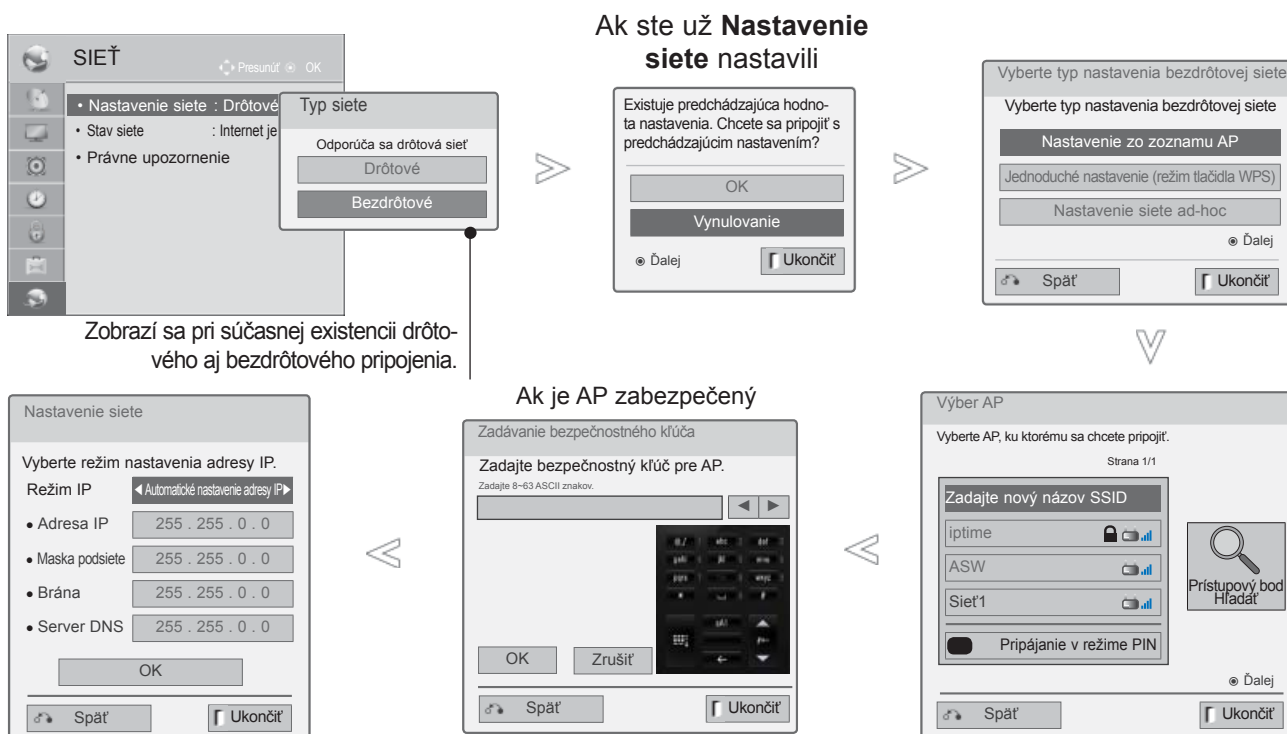 SIEŤ
Presunúť OK
• Nastavenie siete : Drôtové
• Stav siete : Internet je
• Právne upozornenie
Typ siete
Odporúča sa drôtová sieť
Drôtové
Bezdrôtové
Zobrazí sa pri súčasnej existencii drôto-
vého aj bezdrôtového pripojenia.
Ak ste už Nastavenie
siete nastavili
Existuje predchádzajúca hodno-
ta nastavenia. Chcete sa pripojiť s
predchádzajúcim nastavením?
OK
Vynulovanie
Ďalej
Ukončiť
Vyberte typ nastavenia bezdrôtovej siete
Vyberte typ nastavenia bezdrôtovej siete
Nastavenie zo zoznamu AP
Jednoduché nastavenie (režim tlačidla WPS)
Nastavenie siete ad-hoc
Ďalej
Späť
Ukončiť
Výber AP
Vyberte AP, ku ktorému sa chcete pripojiť.
Strana 1/1
Zadajte nový názov SSID
iptime
ASW
Sieť1
Pripájanie v režime PIN
Prístupový bod
Hľadať
Ďalej
Späť
Ukončiť
Ak je AP zabezpečený
Zadávanie bezpečnostného kľúča
Zadajte bezpečnostný kľúč pre AP.
Zadajte 8~63 ASCII znakov.
OK
Zrušiť
Späť
Ukončiť
Nastavenie siete
Vyberte režim nastavenia adresy IP.
Režim IP ◀ Automatické nastavenie adresy IP▶
• Adresa IP 255 . 255 . 0 . 0
• Maska podsiete 255 . 255 . 0 . 0
• Brána 255 . 255 . 0 . 0
• Server DNS 255 . 255 . 0 . 0
OK
Späť
Ukončiť